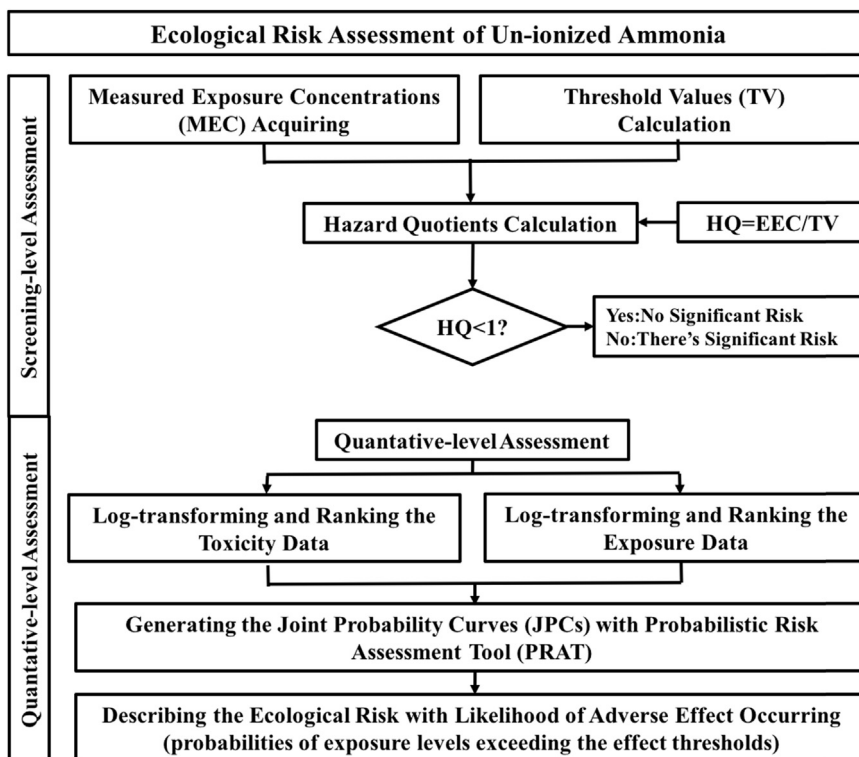 Ecological Risk Assessment of Un-ionized Ammonia
Screening-level Assessment
Measured Exposure Concentrations
(MEC) Acquiring
Threshold Values (TV)
Calculation
Hazard Quotients Calculation
HQ=EEC/TV
HQ<1?
Yes:No Significant Risk
No:There's Significant Risk
Quantative-level Assessment
Quantative-level Assessment
Log-transforming and Ranking the
Toxicity Data
Log-transforming and Ranking the
Exposure Data
Generating the Joint Probability Curves (JPCs) with Probabilistic Risk
Assessment Tool (PRAT)
Describing the Ecological Risk with Likelihood of Adverse Effect Occurring
(probabilities of exposure levels exceeding the effect thresholds)